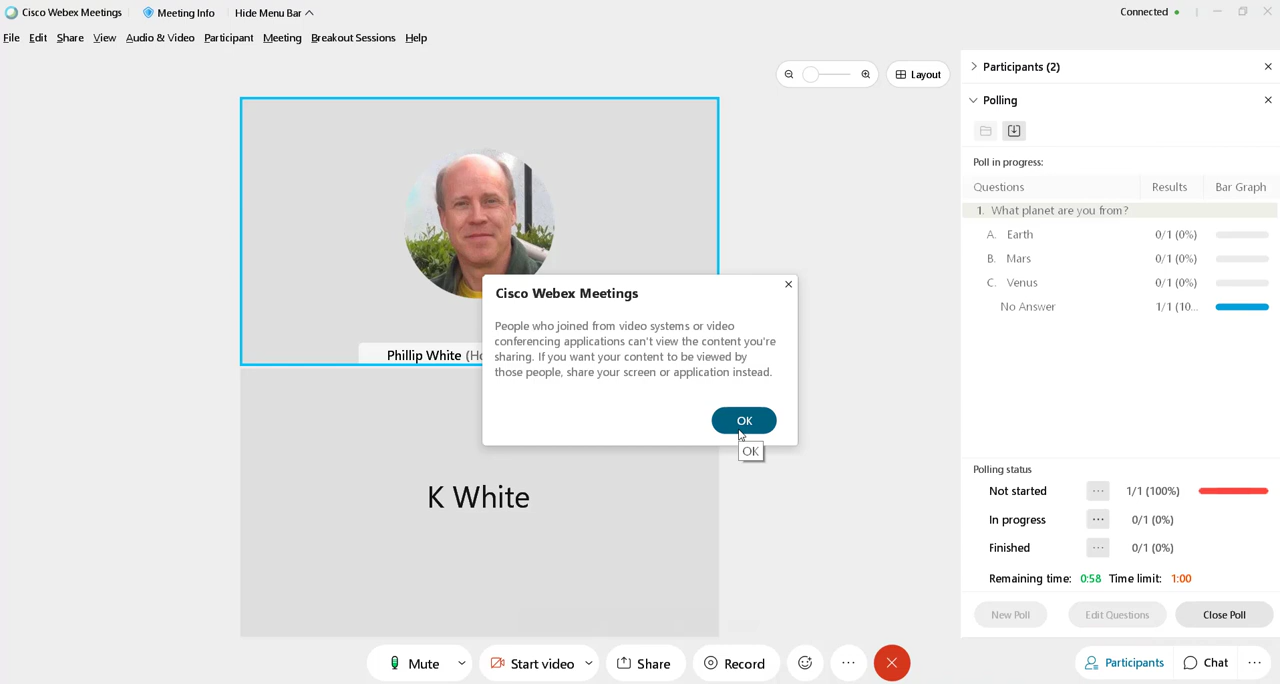 Cisco Webex Meetings
Meeting Info
Hide Menu Bar
Connected
File Edit Share View Audio & Video Participant Meeting Breakout Sessions Help
Layout
Phillip White
K White
Cisco Webex Meetings
People who joined from video systems or video
conferencing applications can't view the content you're
sharing. If you want your content to be viewed by
those people, share your screen or application instead.
OK
OK
Participants (2)
Polling
Poll in progress:
Questions Results Bar Graph
1. What planet are you from?
A. Earth 0/1 (0%)
B. Mars 0/1 (0%)
C. Venus 0/1 (0%)
No Answer 1/1 (10...
Polling status
Not started ... 1/1 (100%)
In progress ... 0/1 (0%)
Finished ... 0/1 (0%)
Remaining time: 0:58 Time limit: 1:00
New Poll Edit Questions Close Poll
Mute
Start video
Share
Record
Participants
Chat